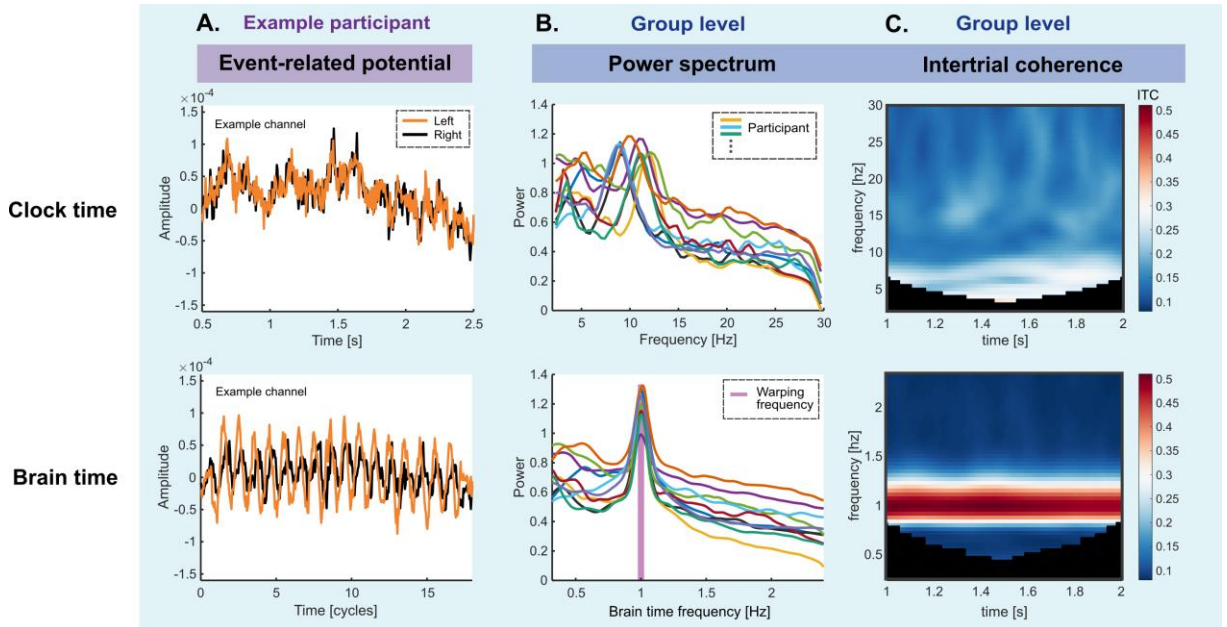 A. Example participant
B. Group level
C. Group level
Event-related potential
Power spectrum
Intertrial coherence
Clock time
×10⁻⁴
1.5
1
0.5
0
-0.5
-1
-1.5
Amplitude
Example channel
Left
Right
0.5 1 1.5 2 2.5
Time [s]
1.4
1.2
1
0.8
0.6
0.4
0.2
0
Power
Participant
5 10 15 20 25 30
Frequency [Hz]
ITC
30
25
20
15
10
5
frequency [hz]
1 1.2 1.4 1.6 1.8 2
time [s]
0.5
0.45
0.4
0.35
0.3
0.25
0.2
0.15
0.1
Brain time
×10⁻⁴
1.5
1
0.5
0
-0.5
-1
-1.5
Amplitude
Example channel
0 5 10 15
Time [cycles]
1.4
1.2
1
0.8
0.6
0.4
0.2
0
Power
Warping
frequency
0.5 1 1.5 2
Brain time frequency [Hz]
2
1.5
1
0.5
frequency [hz]
1 1.2 1.4 1.6 1.8 2
time [s]
0.5
0.45
0.4
0.35
0.3
0.25
0.2
0.15
0.1